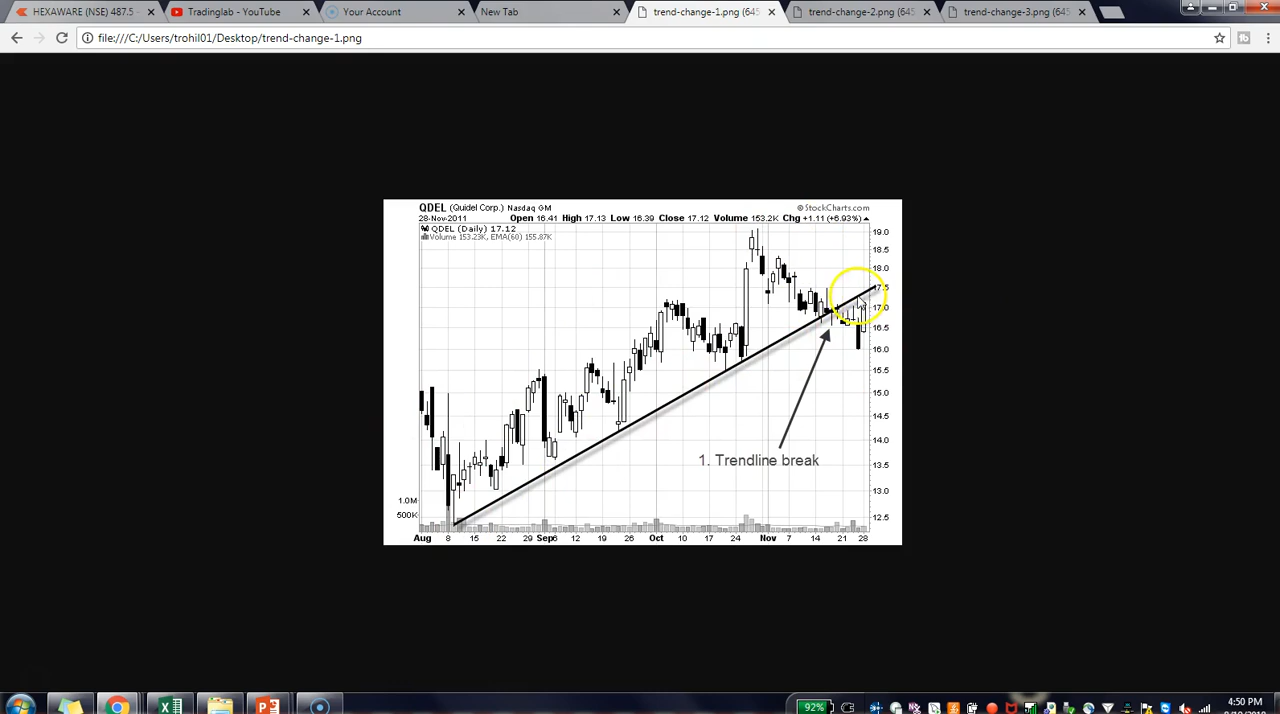 HEXAWARE (NSE) 487.5
Tradinglab - YouTube
Your Account
New Tab
trend-change-1.png (645
trend-change-2.png (645
trend-change-3.png (645
file:///C:/Users/trohil01/Desktop/trend-change-1.png
QDEL (Quidel Corp.) Nasdaq GM
© StockCharts.com
28-Nov-2011
Open 16.41 High 17.13 Low 16.39 Close 17.12 Volume 153.2K Chg +1.11 (+6.93%)
QDEL (Daily) 17.12
Volume 153.23K, EMA(60) 155.87K
19.0
18.5
18.0
17.5
17.0
16.5
16.0
15.5
15.0
14.5
14.0
13.5
13.0
12.5
1. Trendline break
1.0M
500K
Aug 8 15 22 29 Sep 6 12 19 26 Oct 10 17 24 Nov 7 14 21 28
92%
4:50 PM